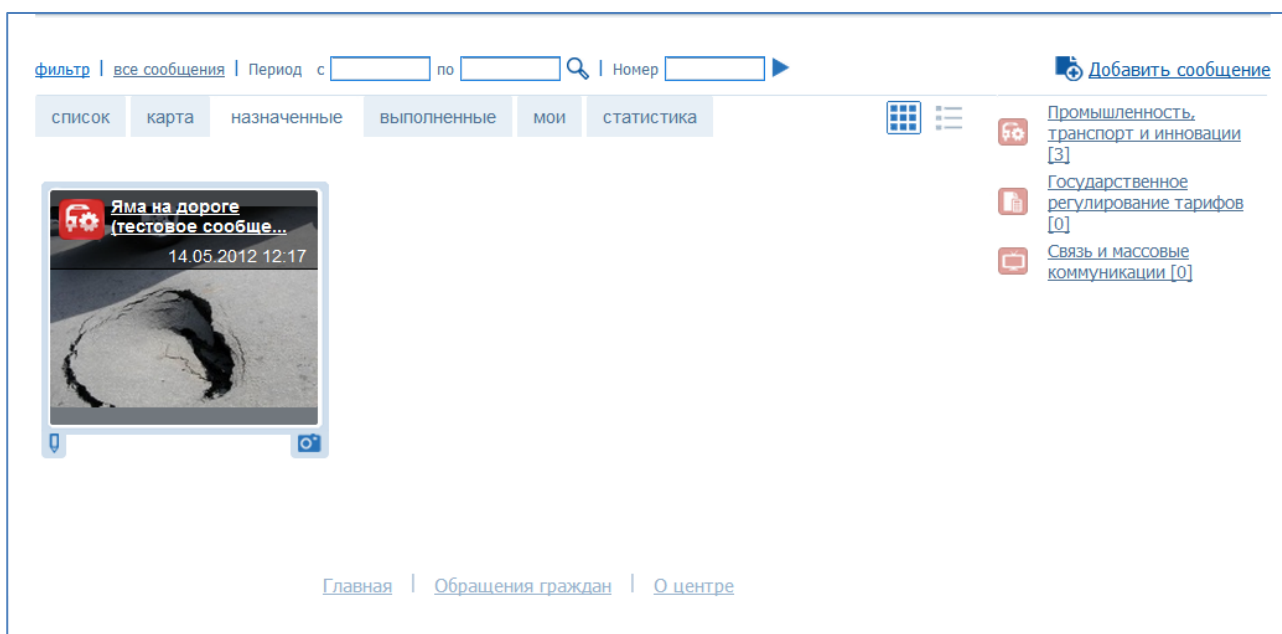 фильтр | все сообщения | Период с по | Номер
Добавить сообщение
список карта назначенные выполненные мои статистика
Промышленность,
транспорт и инновации
[3]
Государственное
регулирование тарифов
[0]
Связь и массовые
коммуникации [0]
Яма на дороге
(тестовое сообще...
14.05.2012 12:17
Главная | Обращения граждан | О центре